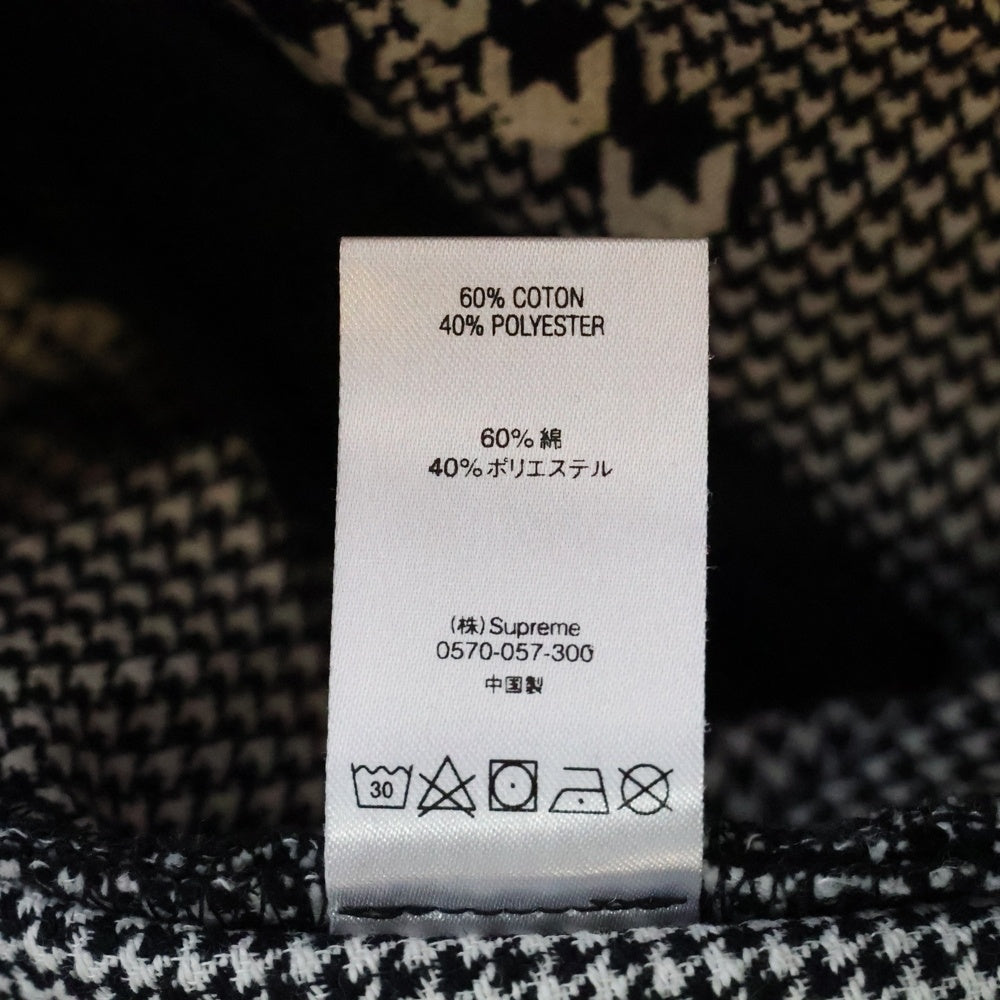 60% COTON
40% POLYESTER
60% 綿
40% ポリエステル
(株) Supreme
0570-057-300
中国製
30